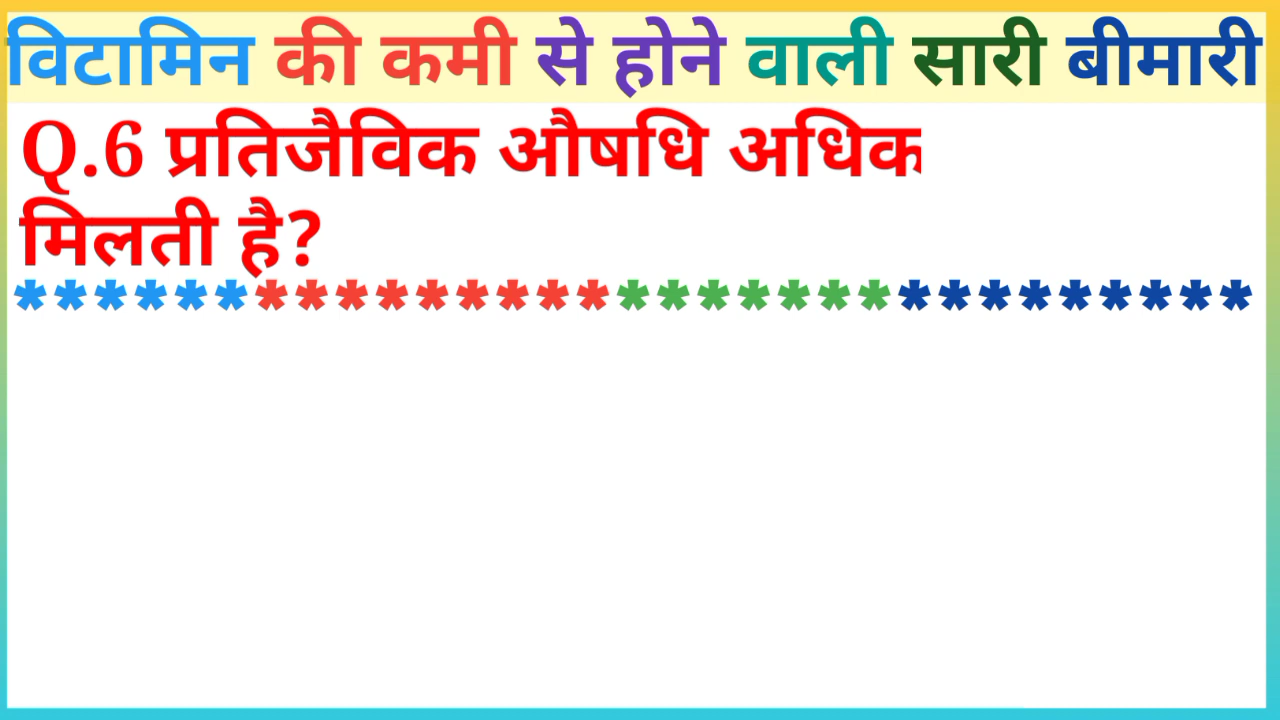 विटामिन की कमी से होने वाली सारी बीमारी
Q.6 प्रतिजैविक औषधि अधिक
मिलती है?
*******************************